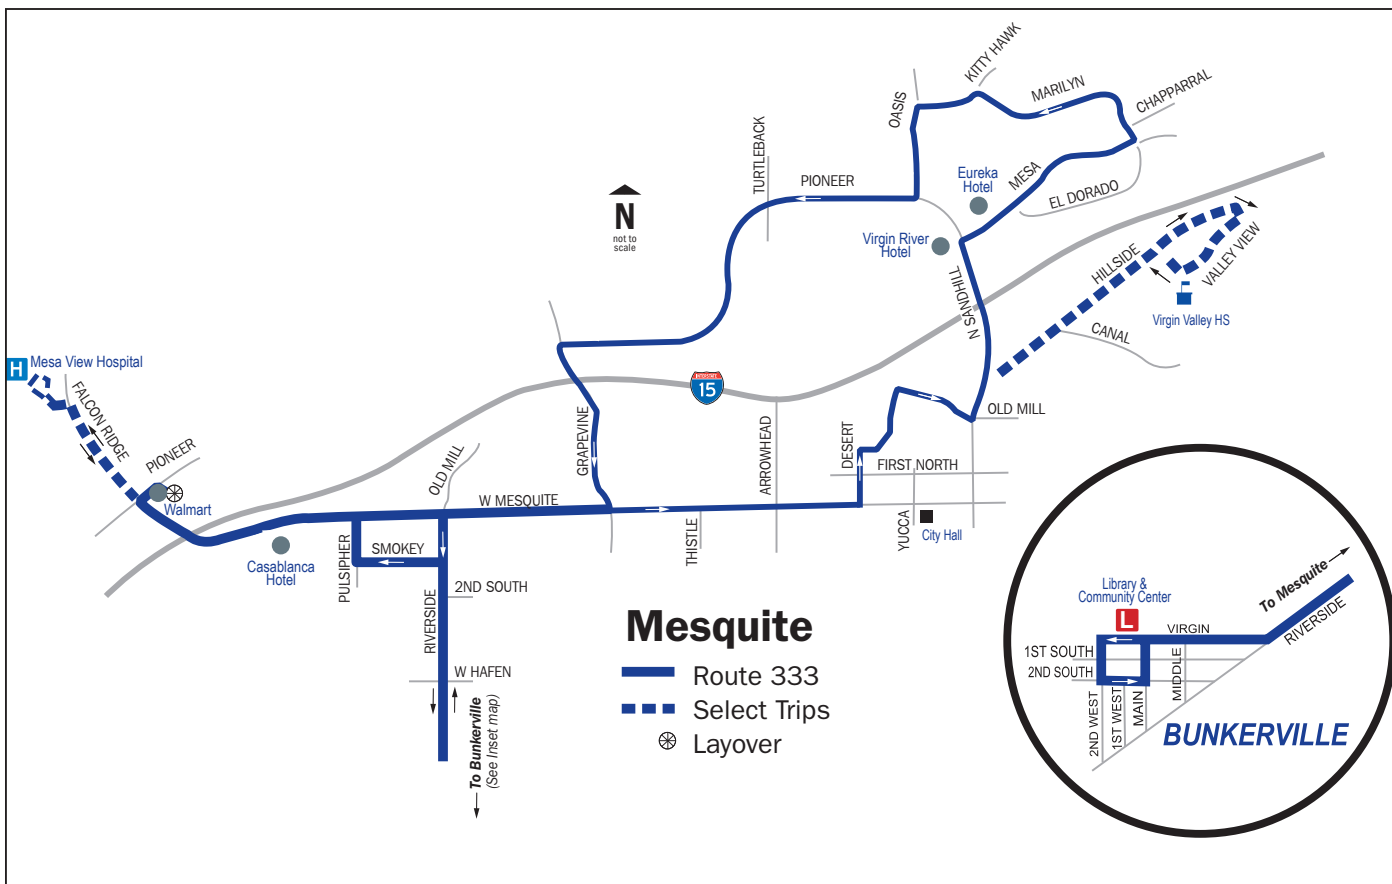 KITTY HAWK
MARILYN
CHAPPARRAL
OASIS
TURTLEBACK
PIONEER
Eureka
Hotel
MESA
EL DORADO
N
not to
scale
Virgin River
Hotel
HILLSIDE
VALLEY VIEW
N SANDHILL
Virgin Valley HS
CANAL
H
Mesa View Hospital
FALCON RIDGE
INTERSTATE
15
GRAPEVINE
OLD MILL
DESERT
ARROWHEAD
FIRST NORTH
PIONEER
OLD MILL
Walmart
W MESQUITE
YUCCA
City Hall
THISTLE
Casablanca
Hotel
PULSIPHER
SMOKEY
2ND SOUTH
RIVERSIDE
W HAFEN
To Bunkerville
(See Inset map)
Mesquite
Route 333
Select Trips
Layover
Library &
Community Center
L
To Mesquite
RIVERSIDE
VIRGIN
1ST SOUTH
2ND SOUTH
MIDDLE
2ND WEST
1ST WEST
MAIN
BUNKERVILLE